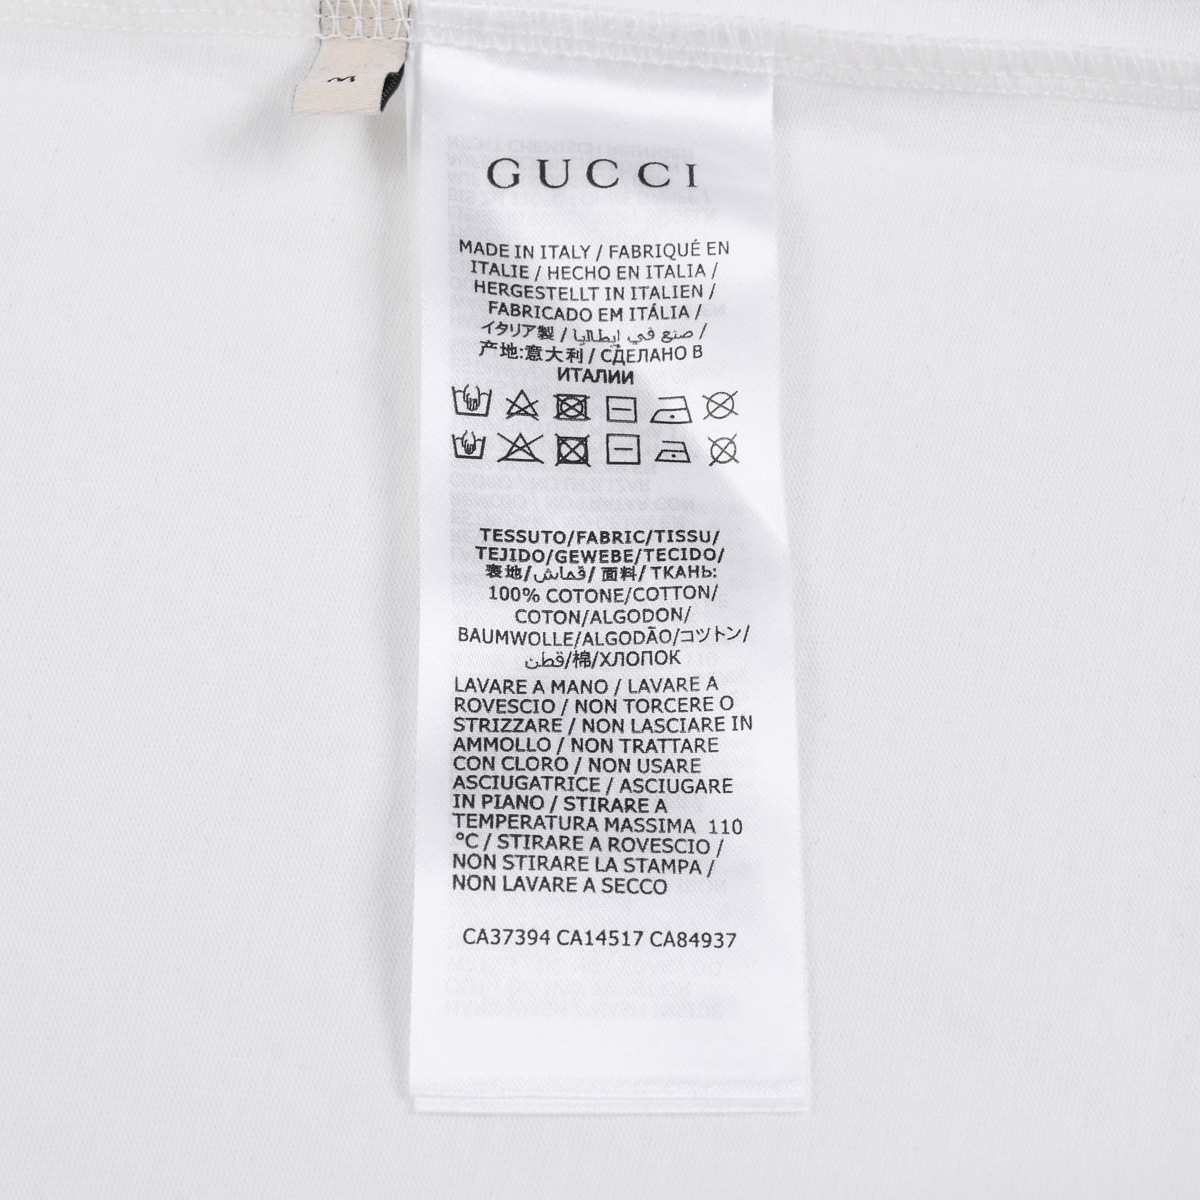 M
GUCCI
MADE IN ITALY / FABRIQUÉ EN
ITALIE / HECHO EN ITALIA /
HERGESTELLT IN ITALIEN /
FABRICADO EM ITÁLIA /
イタリア製 / صنع في إيطاليا /
产地:意大利 / СДЕЛАНО В
ИТАЛИИ
TESSUTO/FABRIC/TISSU/
TEJIDO/GEWEBE/TECIDO/
表地/قماش/ 面料/ ТКАНЬ:
100% COTONE/COTTON/
COTON/ALGODON/
BAUMWOLLE/ALGODÃO/コットン/
قطن/棉/ХЛОПОК
LAVARE A MANO / LAVARE A
ROVESCIO / NON TORCERE O
STRIZZARE / NON LASCIARE IN
AMMOLLO / NON TRATTARE
CON CLORO / NON USARE
ASCIUGATRICE / ASCIUGARE
IN PIANO / STIRARE A
TEMPERATURA MASSIMA 110
°C / STIRARE A ROVESCIO /
NON STIRARE LA STAMPA /
NON LAVARE A SECCO
CA37394 CA14517 CA84937